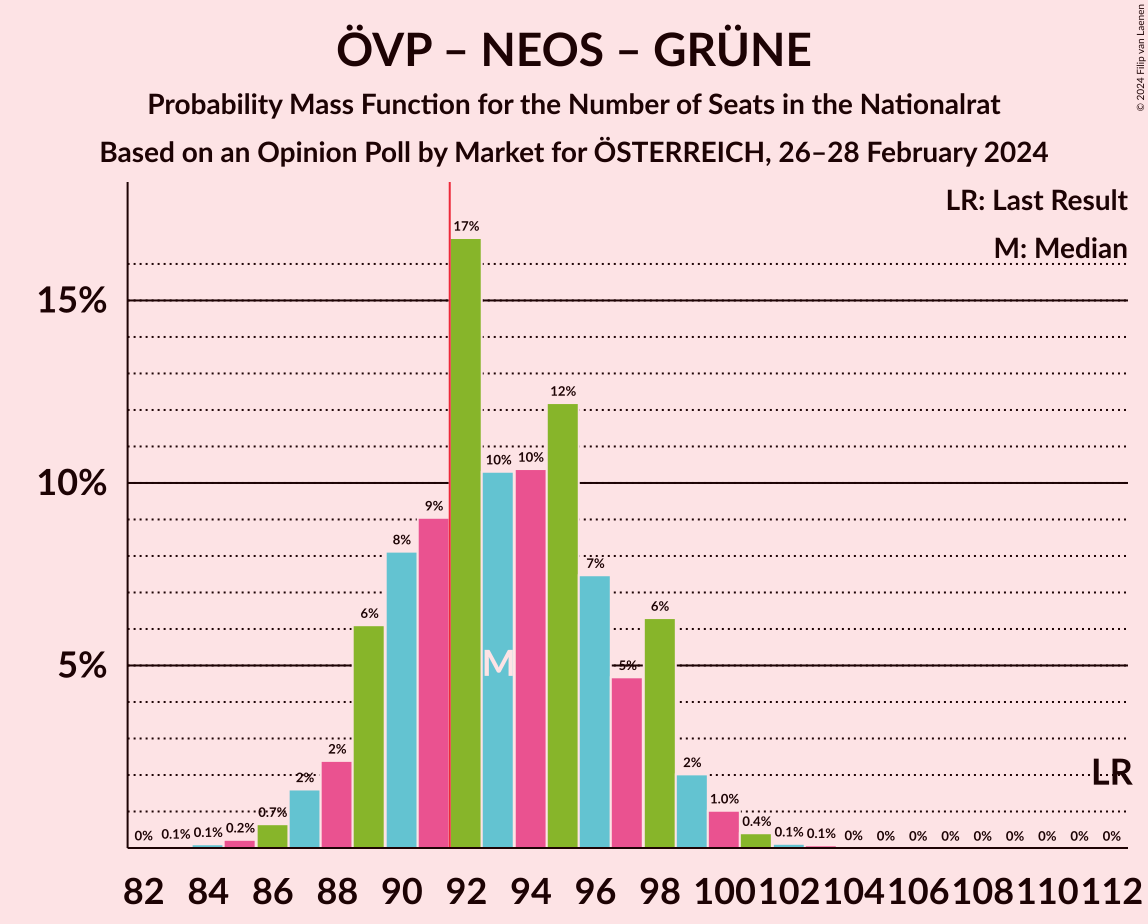 ÖVP – NEOS – GRÜNE
Probability Mass Function for the Number of Seats in the Nationalrat
Based on an Opinion Poll by Market for ÖSTERREICH, 26–28 February 2024
© 2024 Filip van Laenen
LR: Last Result
M: Median
15%
10%
5%
0% 0.1% 0.1% 0.2% 0.7% 2% 2% 6% 8% 9% 17% 10% 10% 12% 7% 5% 6% 2% 1.0% 0.4% 0.1% 0.1% 0% 0% 0% 0% 0% 0% 0% 0% 0%
M
LR
82 84 86 88 90 92 94 96 98 100 102 104 106 108 110 112